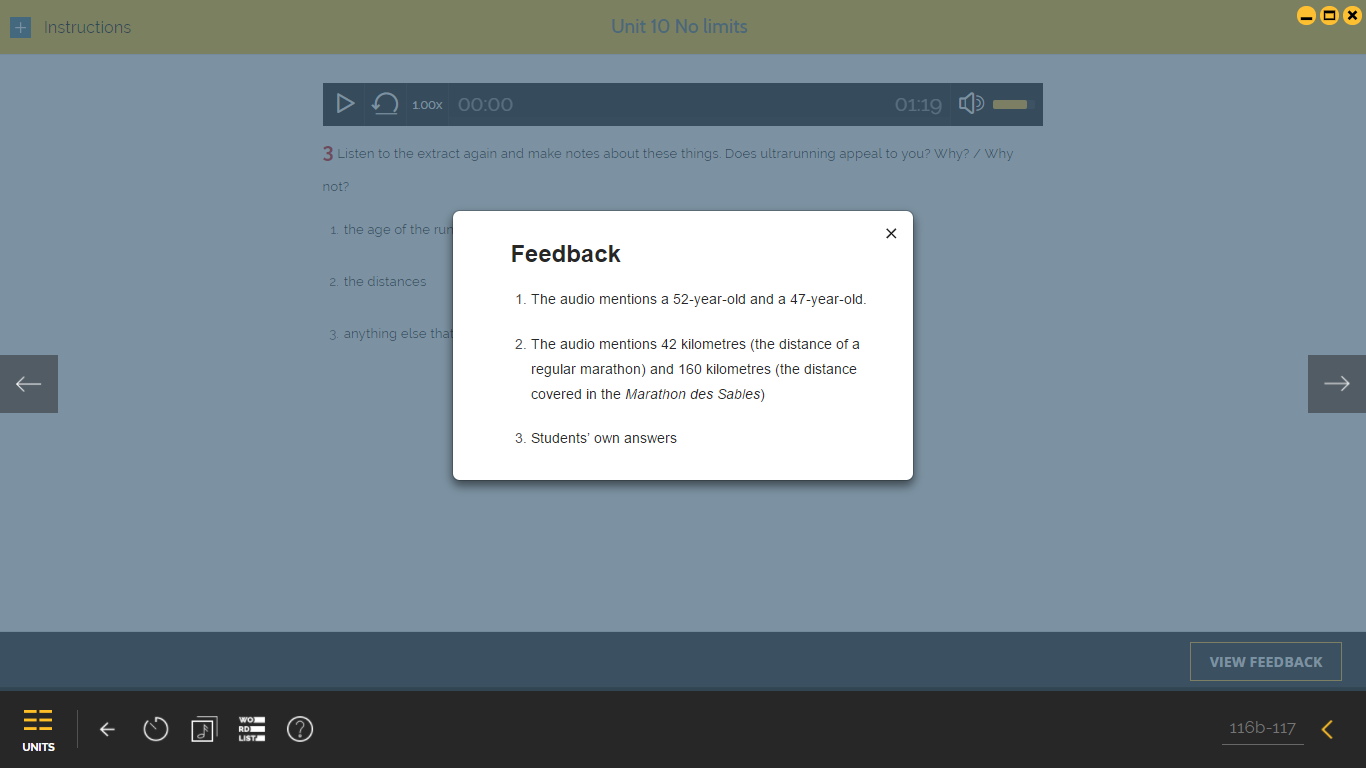 Instructions
Unit 10 No limits
1.00x 00:00 01:19
3 Listen to the extract again and make notes about these things. Does ultrarunning appeal to you? Why? / Why
not?
1. the age of the run
2. the distances
3. anything else that
Feedback
1. The audio mentions a 52-year-old and a 47-year-old.
2. The audio mentions 42 kilometres (the distance of a
regular marathon) and 160 kilometres (the distance
covered in the Marathon des Sables)
3. Students' own answers
VIEW FEEDBACK
UNITS
WO
RD
LIST
116b-117